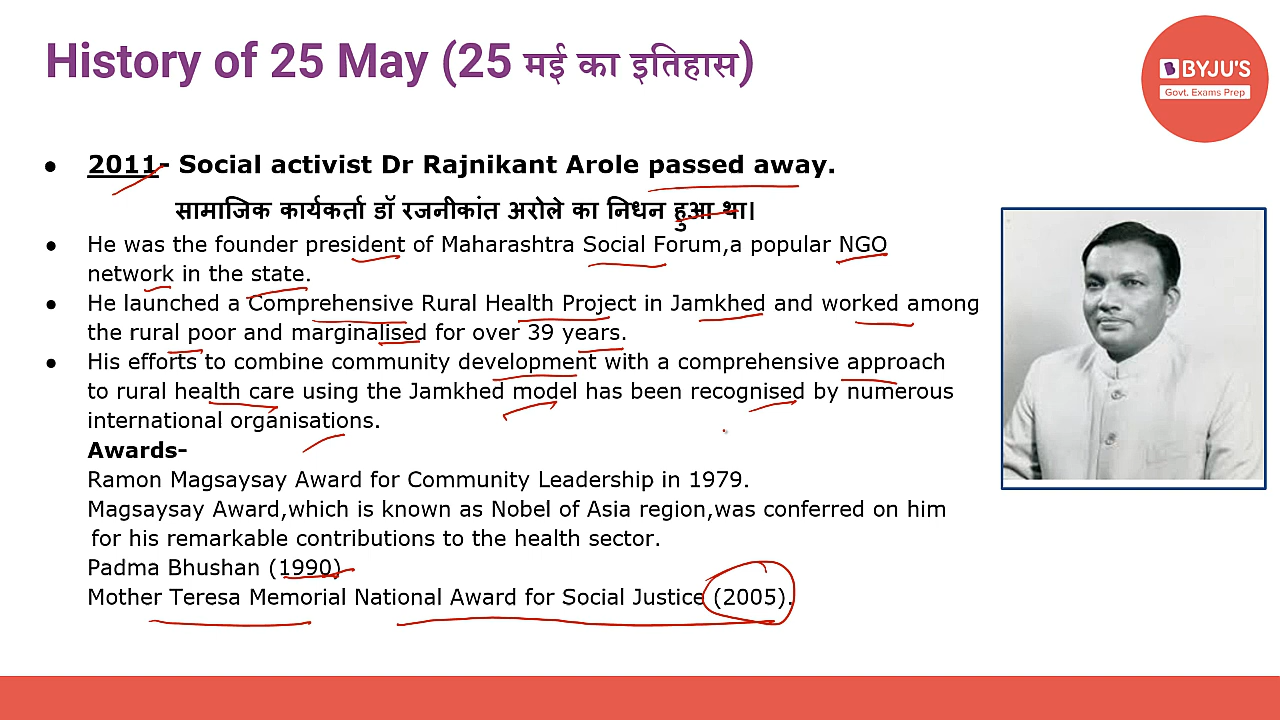 History of 25 May (25 मई का इतिहास)
BYJU'S
Govt. Exams Prep
2011- Social activist Dr Rajnikant Arole passed away.
सामाजिक कार्यकर्ता डॉ रजनीकांत अरोले का निधन हुआ था।
He was the founder president of Maharashtra Social Forum,a popular NGO
network in the state.
He launched a Comprehensive Rural Health Project in Jamkhed and worked among
the rural poor and marginalised for over 39 years.
His efforts to combine community development with a comprehensive approach
to rural health care using the Jamkhed model has been recognised by numerous
international organisations.
Awards-
Ramon Magsaysay Award for Community Leadership in 1979.
Magsaysay Award,which is known as Nobel of Asia region,was conferred on him
for his remarkable contributions to the health sector.
Padma Bhushan (1990)
Mother Teresa Memorial National Award for Social Justice (2005).